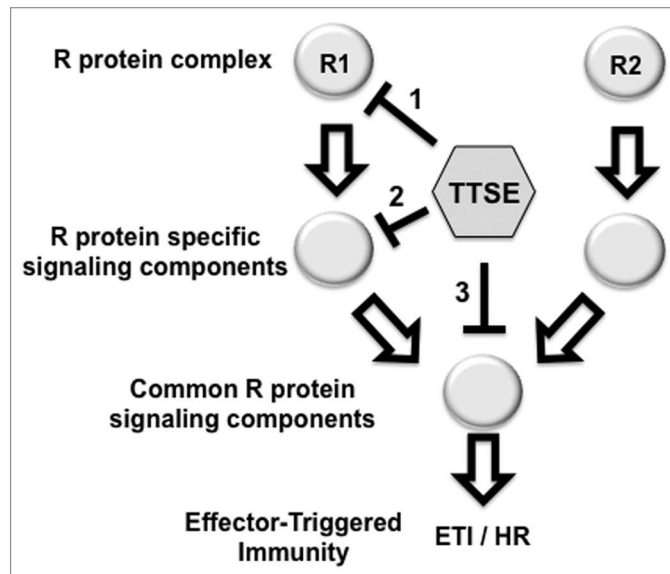 R protein complex
R1
R2
1
TTSE
2
R protein specific
signaling components
3
Common R protein
signaling components
Effector-Triggered
Immunity
ETI / HR